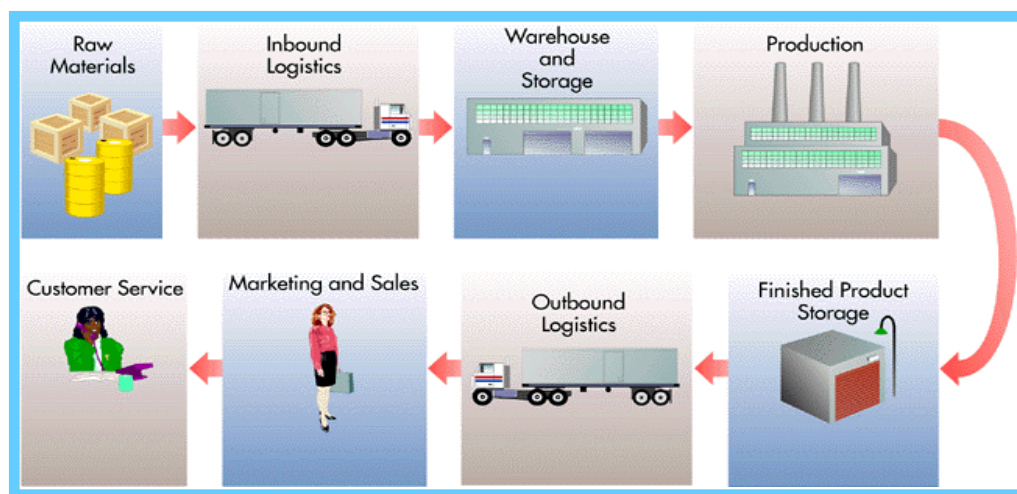 Raw
Materials
Inbound
Logistics
Warehouse
and
Storage
Production
Finished Product
Storage
Outbound
Logistics
Marketing and Sales
Customer Service